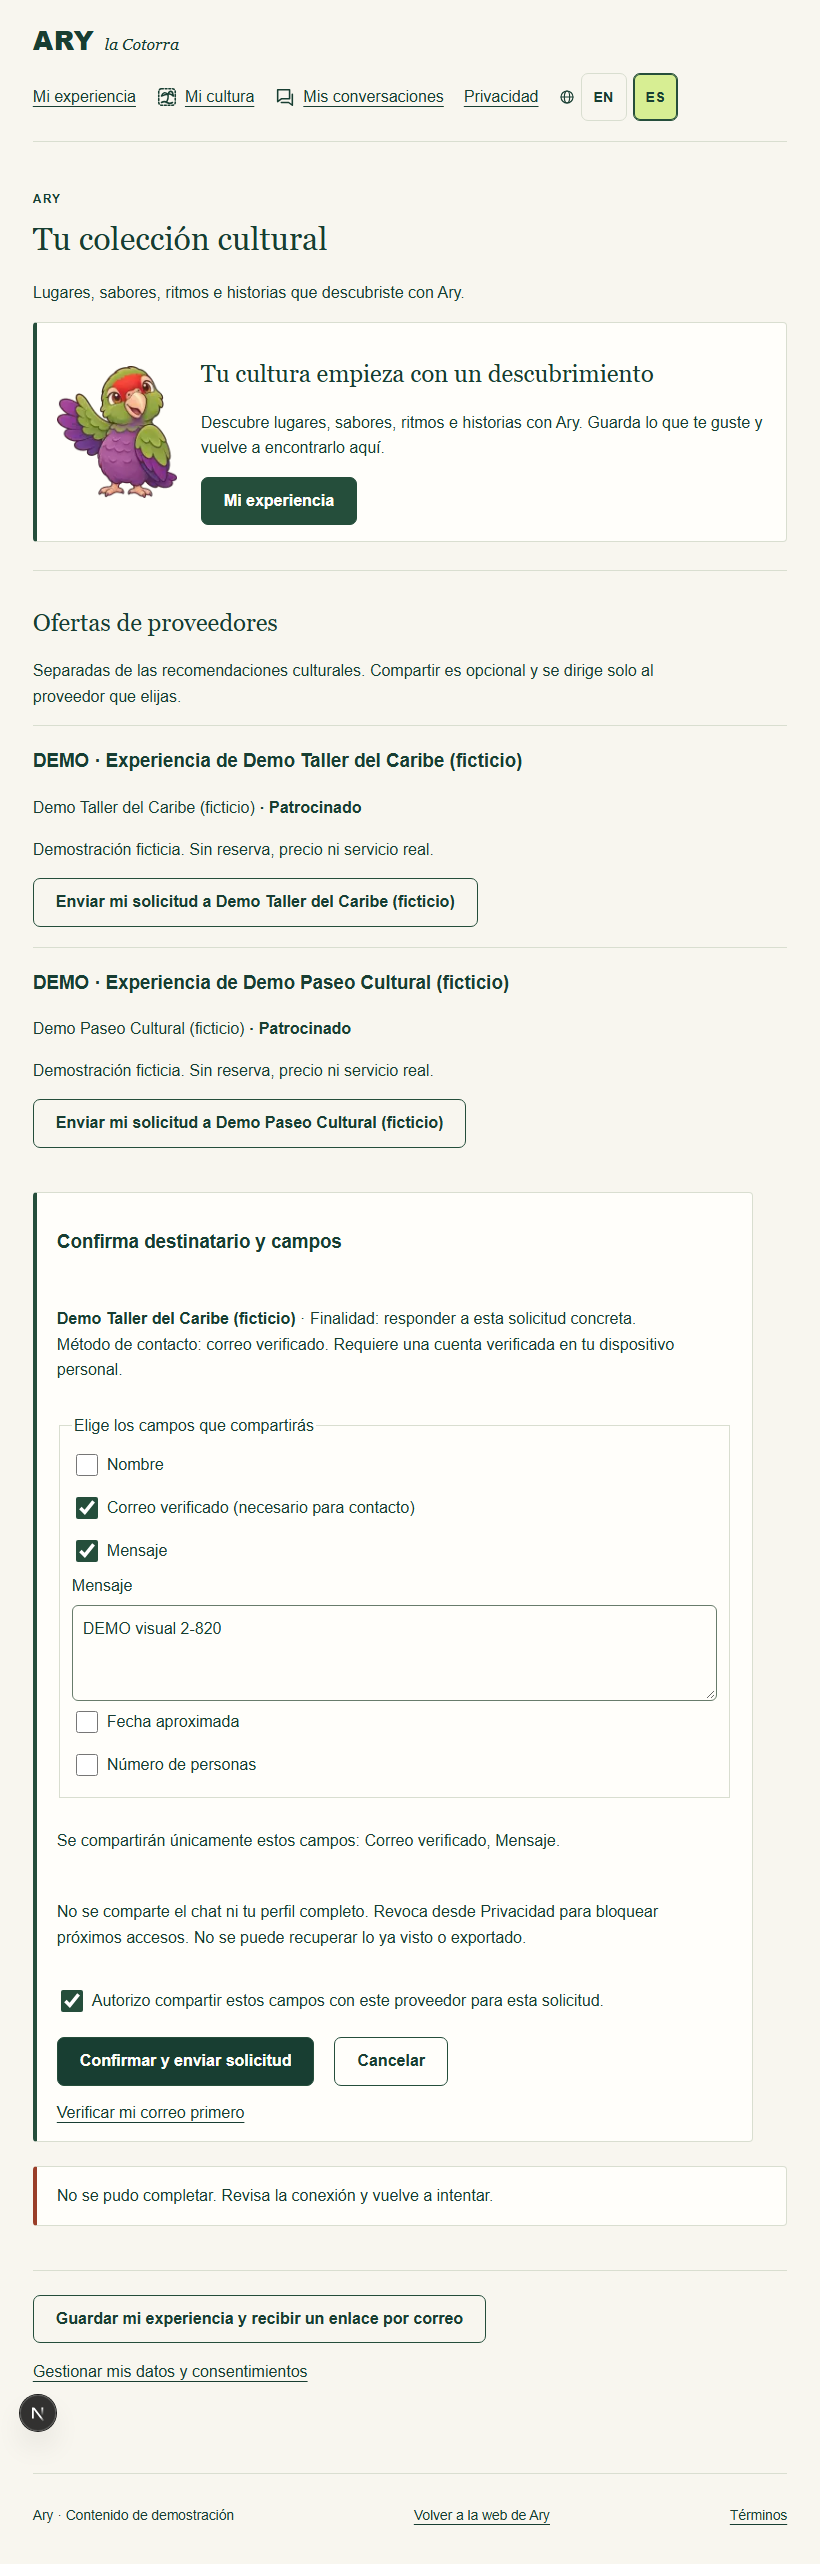 ARY la Cotorra
Mi experiencia Mi cultura Mis conversaciones Privacidad EN ES
ARY
Tu colección cultural
Lugares, sabores, ritmos e historias que descubriste con Ary.
Tu cultura empieza con un descubrimiento
Descubre lugares, sabores, ritmos e historias con Ary. Guarda lo que te guste y
vuelve a encontrarlo aquí.
Mi experiencia
Ofertas de proveedores
Separadas de las recomendaciones culturales. Compartir es opcional y se dirige solo al
proveedor que elijas.
DEMO · Experiencia de Demo Taller del Caribe (ficticio)
Demo Taller del Caribe (ficticio) · Patrocinado
Demostración ficticia. Sin reserva, precio ni servicio real.
Enviar mi solicitud a Demo Taller del Caribe (ficticio)
DEMO · Experiencia de Demo Paseo Cultural (ficticio)
Demo Paseo Cultural (ficticio) · Patrocinado
Demostración ficticia. Sin reserva, precio ni servicio real.
Enviar mi solicitud a Demo Paseo Cultural (ficticio)
Confirma destinatario y campos
Demo Taller del Caribe (ficticio) · Finalidad: responder a esta solicitud concreta.
Método de contacto: correo verificado. Requiere una cuenta verificada en tu dispositivo
personal.
Elige los campos que compartirás
Nombre
Correo verificado (necesario para contacto)
Mensaje
Mensaje
DEMO visual 2-820
Fecha aproximada
Número de personas
Se compartirán únicamente estos campos: Correo verificado, Mensaje.
No se comparte el chat ni tu perfil completo. Revoca desde Privacidad para bloquear
próximos accesos. No se puede recuperar lo ya visto o exportado.
Autorizo compartir estos campos con este proveedor para esta solicitud.
Confirmar y enviar solicitud Cancelar
Verificar mi correo primero
No se pudo completar. Revisa la conexión y vuelve a intentar.
Guardar mi experiencia y recibir un enlace por correo
Gestionar mis datos y consentimientos
N
Ary · Contenido de demostración Volver a la web de Ary Términos